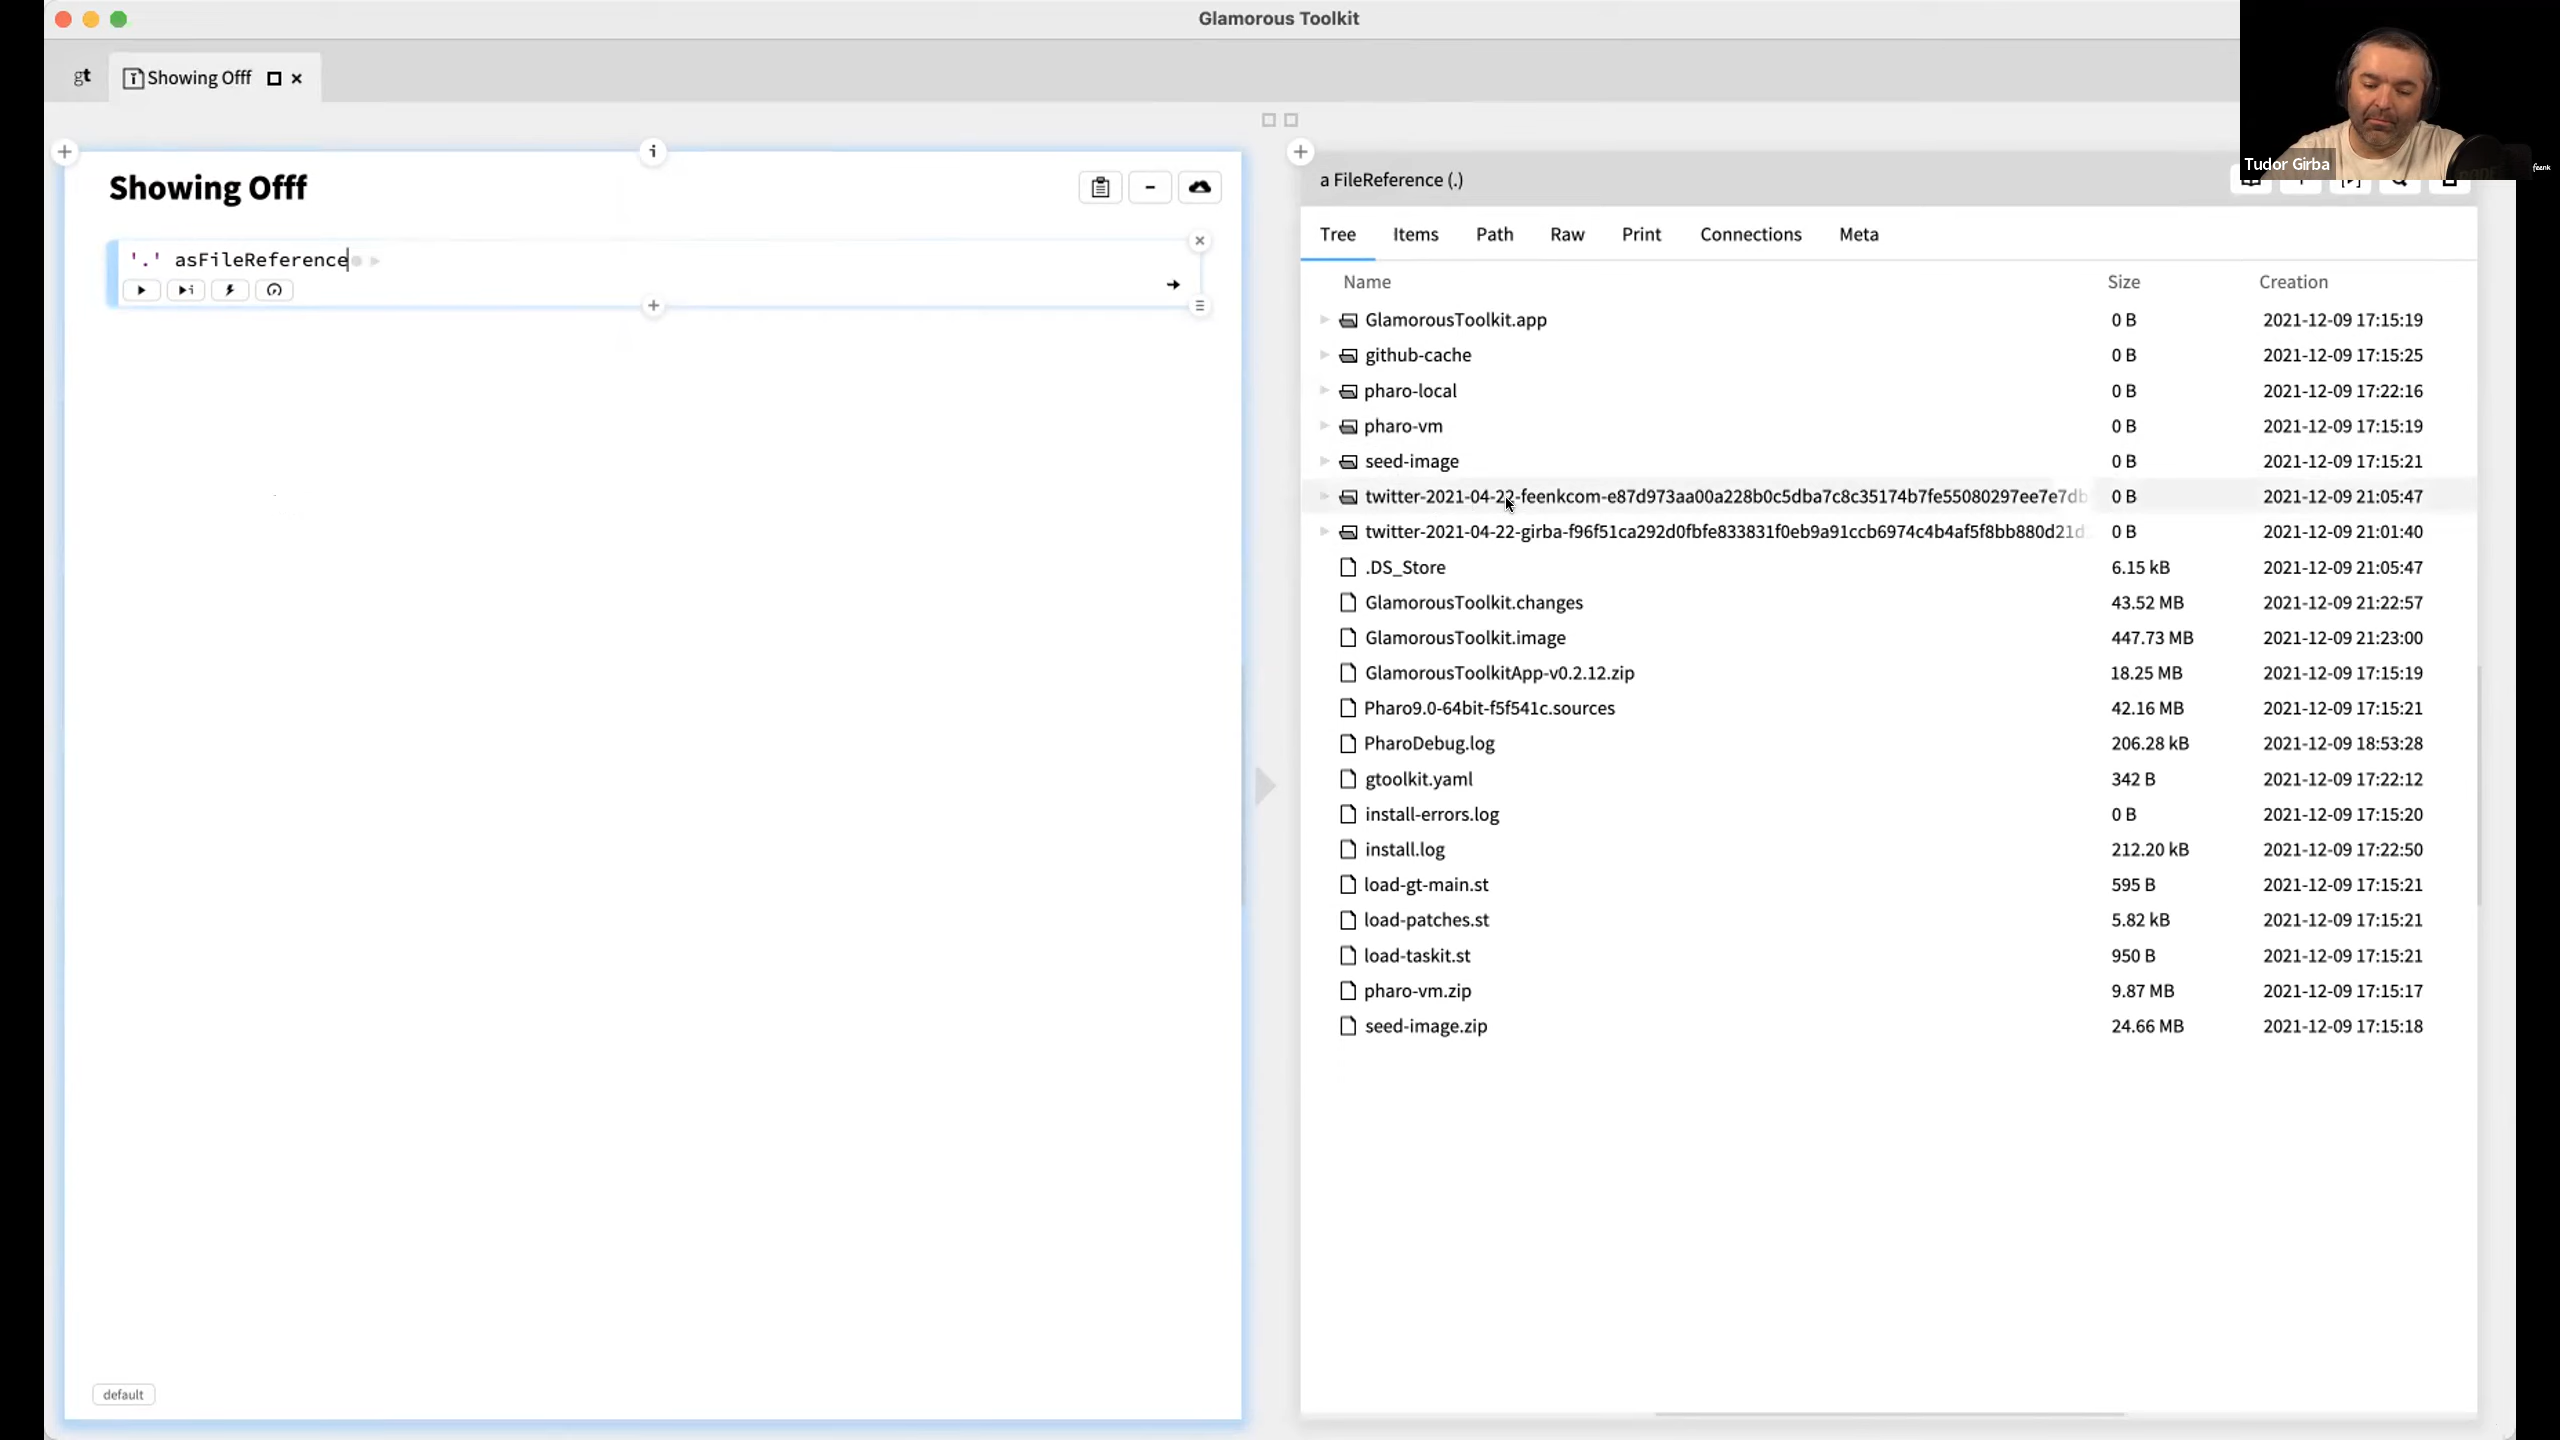 Glamorous Toolkit
gt
Showing Offf
Tudor Girba
feenk
Showing Offf
'.' asFileReference
default
a FileReference (.)
Tree Items Path Raw Print Connections Meta
Name Size Creation
GlamorousToolkit.app 0 B 2021-12-09 17:15:19
github-cache 0 B 2021-12-09 17:15:25
pharo-local 0 B 2021-12-09 17:22:16
pharo-vm 0 B 2021-12-09 17:15:19
seed-image 0 B 2021-12-09 17:15:21
twitter-2021-04-22-feenkcom-e87d973aa00a228b0c5dba7c8c35174b7fe55080297ee7e7db 0 B 2021-12-09 21:05:47
twitter-2021-04-22-girba-f96f51ca292d0fbfe833831f0eb9a91ccb6974c4b4af5f8bb880d21d 0 B 2021-12-09 21:01:40
.DS_Store 6.15 kB 2021-12-09 21:05:47
GlamorousToolkit.changes 43.52 MB 2021-12-09 21:22:57
GlamorousToolkit.image 447.73 MB 2021-12-09 21:23:00
GlamorousToolkitApp-v0.2.12.zip 18.25 MB 2021-12-09 17:15:19
Pharo9.0-64bit-f5f541c.sources 42.16 MB 2021-12-09 17:15:21
PharoDebug.log 206.28 kB 2021-12-09 18:53:28
gtoolkit.yaml 342 B 2021-12-09 17:22:12
install-errors.log 0 B 2021-12-09 17:15:20
install.log 212.20 kB 2021-12-09 17:22:50
load-gt-main.st 595 B 2021-12-09 17:15:21
load-patches.st 5.82 kB 2021-12-09 17:15:21
load-taskit.st 950 B 2021-12-09 17:15:21
pharo-vm.zip 9.87 MB 2021-12-09 17:15:17
seed-image.zip 24.66 MB 2021-12-09 17:15:18